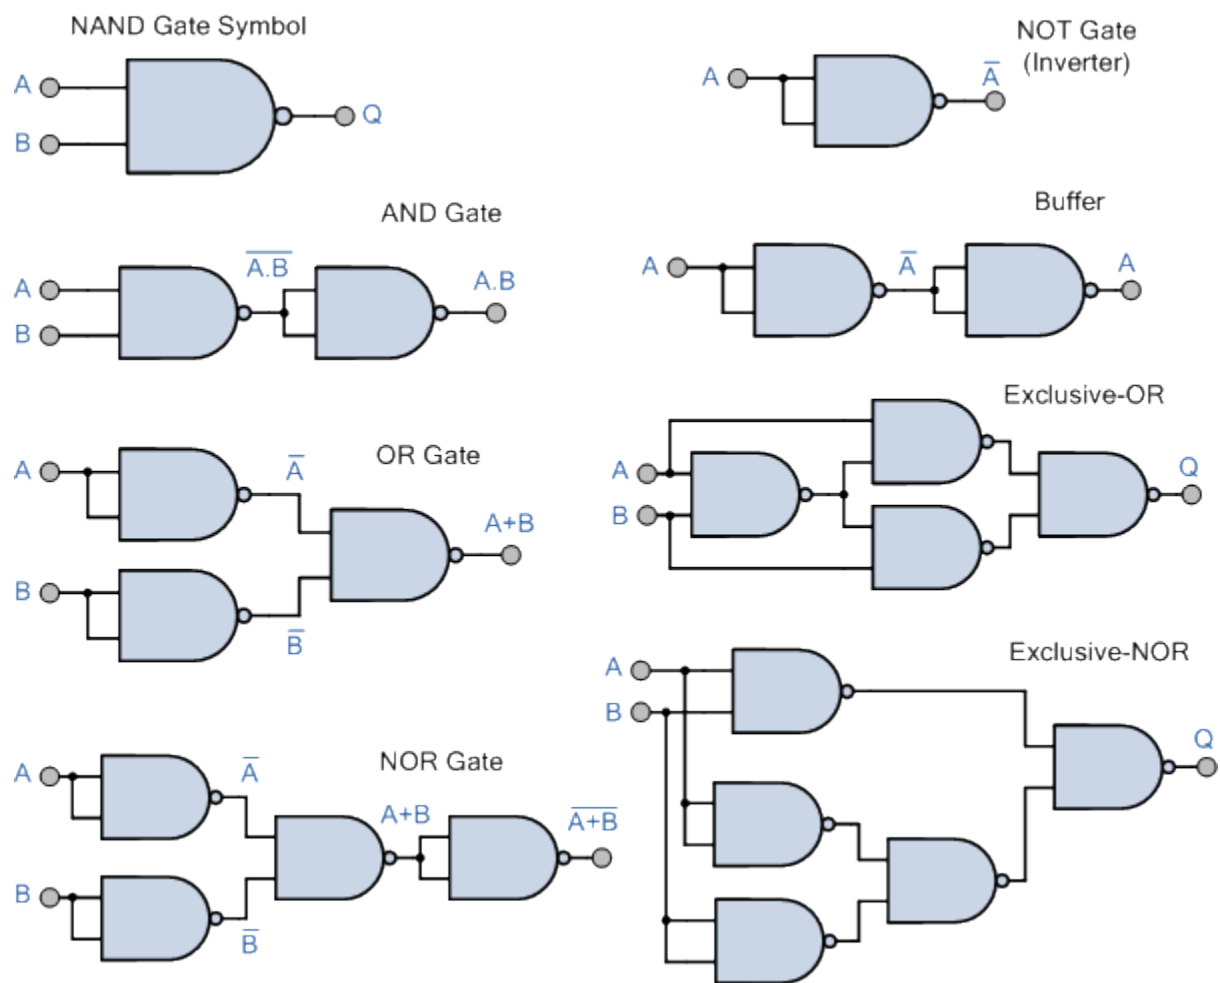 NAND Gate Symbol
A
B
Q
NOT Gate
(Inverter)
A
A̅
AND Gate
A
B
A̅.̅B̅
A.B
Buffer
A
A̅
A
OR Gate
A
A̅
B
B̅
A+B
Exclusive-OR
A
B
Q
NOR Gate
A
A̅
B
B̅
A+B
A̅+̅B̅
Exclusive-NOR
A
B
Q